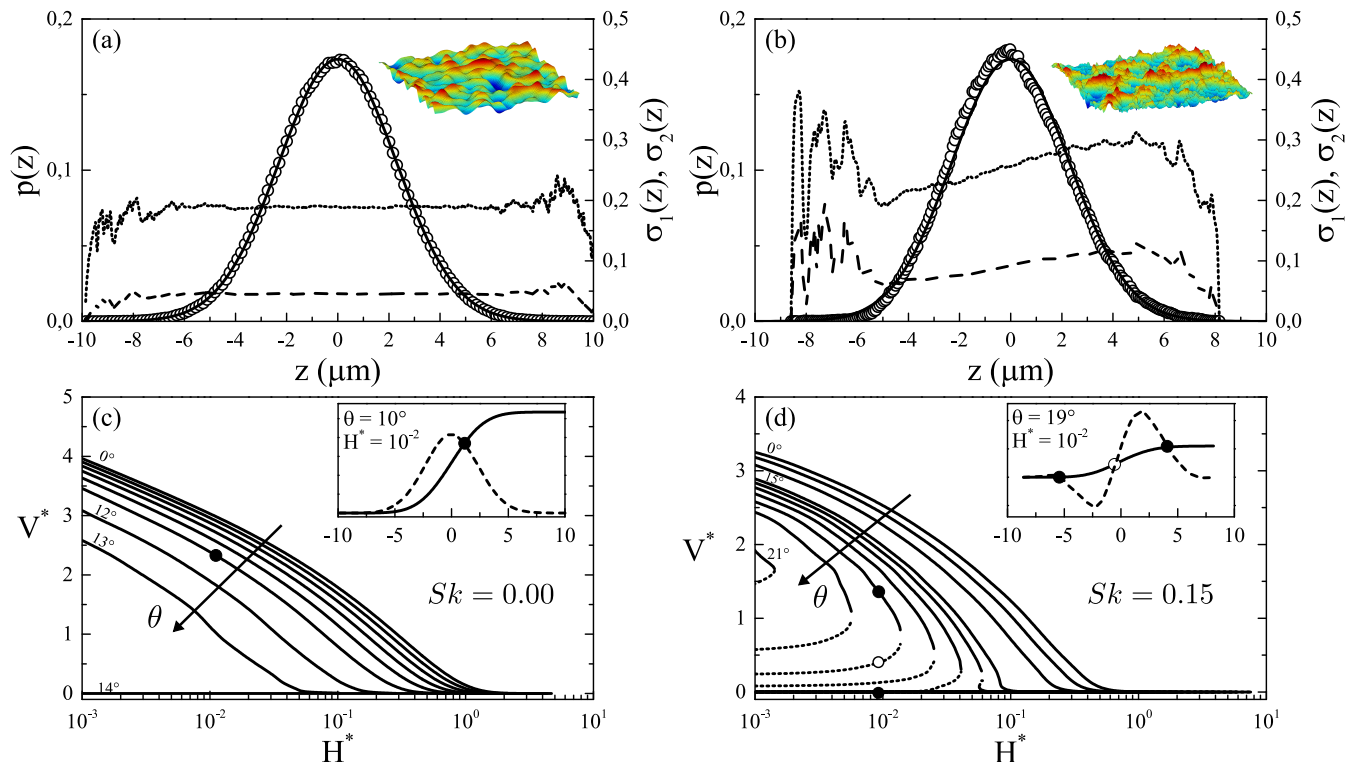 (a)
0,2
0,1
0,0
p(z)
0,5
0,4
0,3
0,2
0,1
0,0
σ₁(z), σ₂(z)
-10 -8 -6 -4 -2 0 2 4 6 8 10
z (μm)
(b)
0,2
0,1
0,0
p(z)
0,5
0,4
0,3
0,2
0,1
0,0
σ₁(z), σ₂(z)
-10 -8 -6 -4 -2 0 2 4 6 8 10
z (μm)
(c)
5
4
3
2
1
0
V*
0°
12°
13°
14°
θ
θ = 10°
H* = 10⁻²
-10 -5 0 5 10
Sk = 0.00
10⁻³ 10⁻² 10⁻¹ 10⁰ 10¹
H*
(d)
4
3
2
1
0
V*
0°
15°
21°
θ
θ = 19°
H* = 10⁻²
-10 -5 0 5 10
Sk = 0.15
10⁻³ 10⁻² 10⁻¹ 10⁰ 10¹
H*